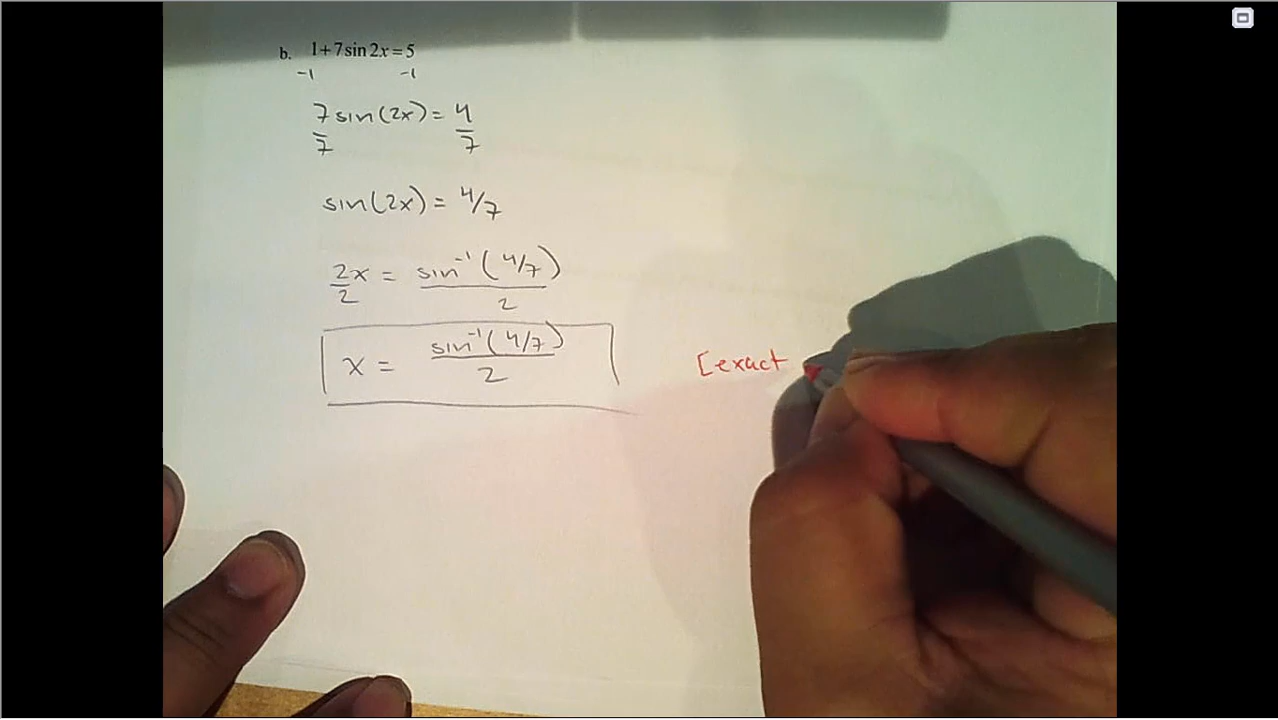 b. 1+7sin2x=5
-1 -1
7sin(2x)= 4
7 7
sin(2x)= 4/7
2x = sin⁻¹(4/7)
2 2
x = sin⁻¹(4/7)
2
[exact